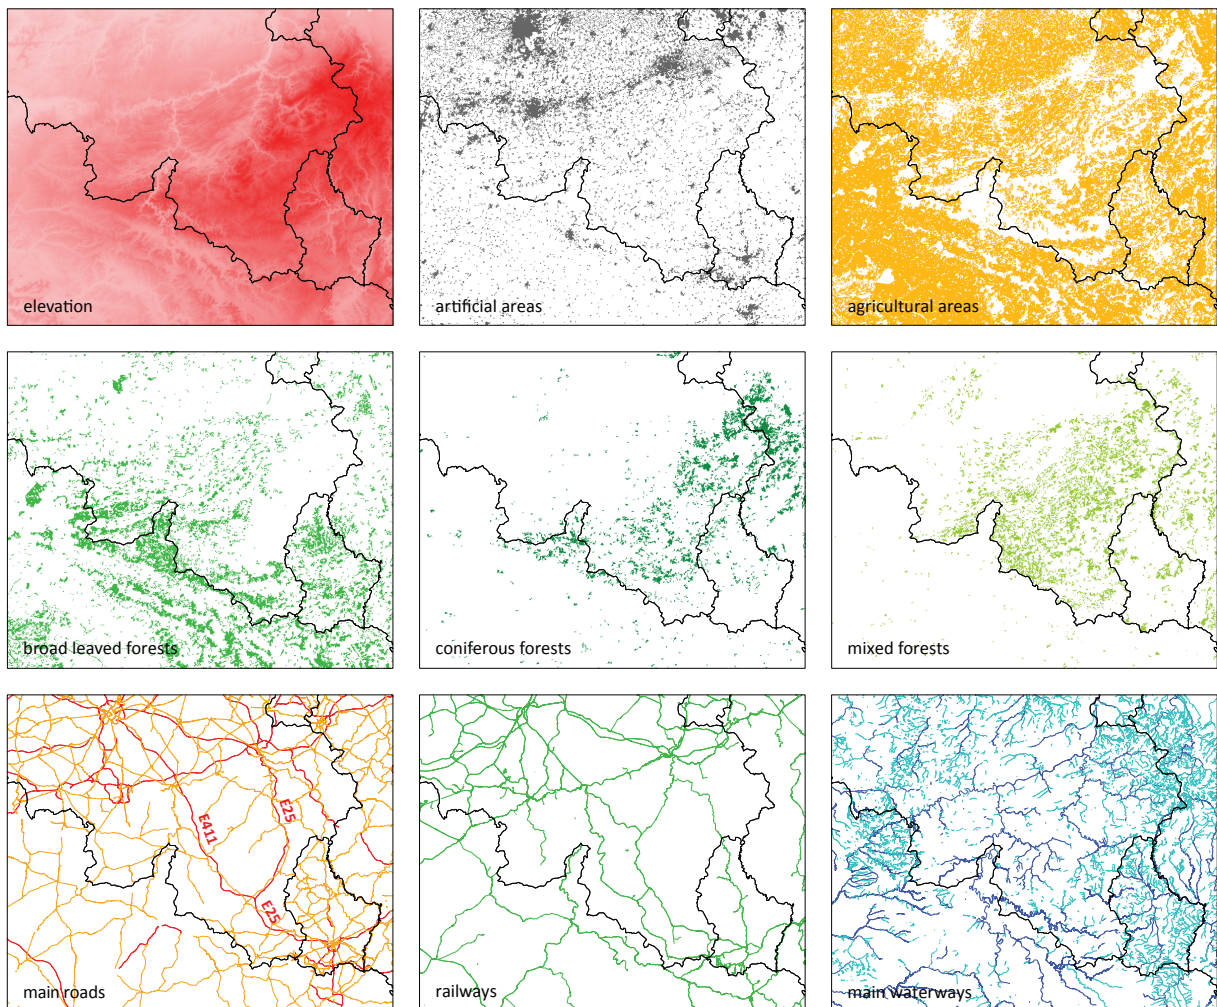 elevation
artificial areas
agricultural areas
broad leaved forests
coniferous forests
mixed forests
E411
E25
E25
main roads
railways
main waterways